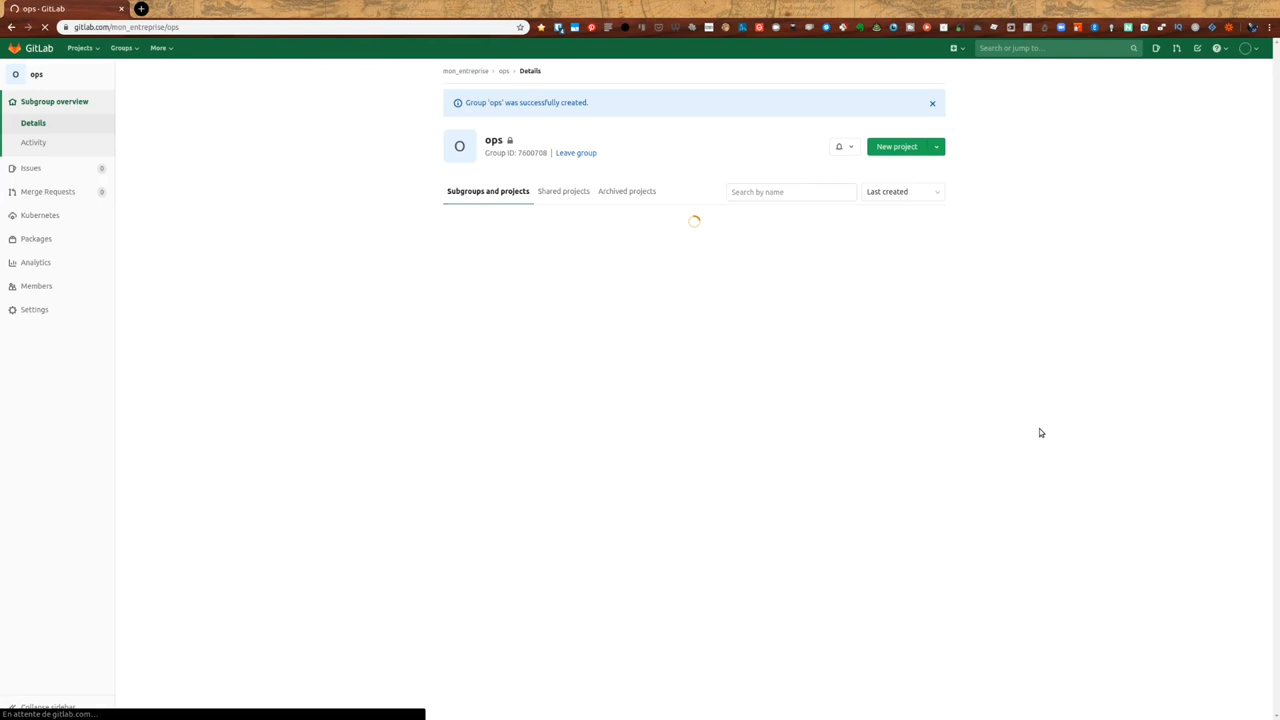 ops · GitLab
gitlab.com/mon_entreprise/ops
GitLab Projects Groups More Search or jump to...
O ops
Subgroup overview
Details
Activity
Issues 0
Merge Requests 0
Kubernetes
Packages
Analytics
Members
Settings
mon_entreprise › ops › Details
Group 'ops' was successfully created.
O
ops
Group ID: 7600708 | Leave group
New project
Subgroups and projects Shared projects Archived projects Search by name Last created
Collapse sidebar
En attente de gitlab.com...